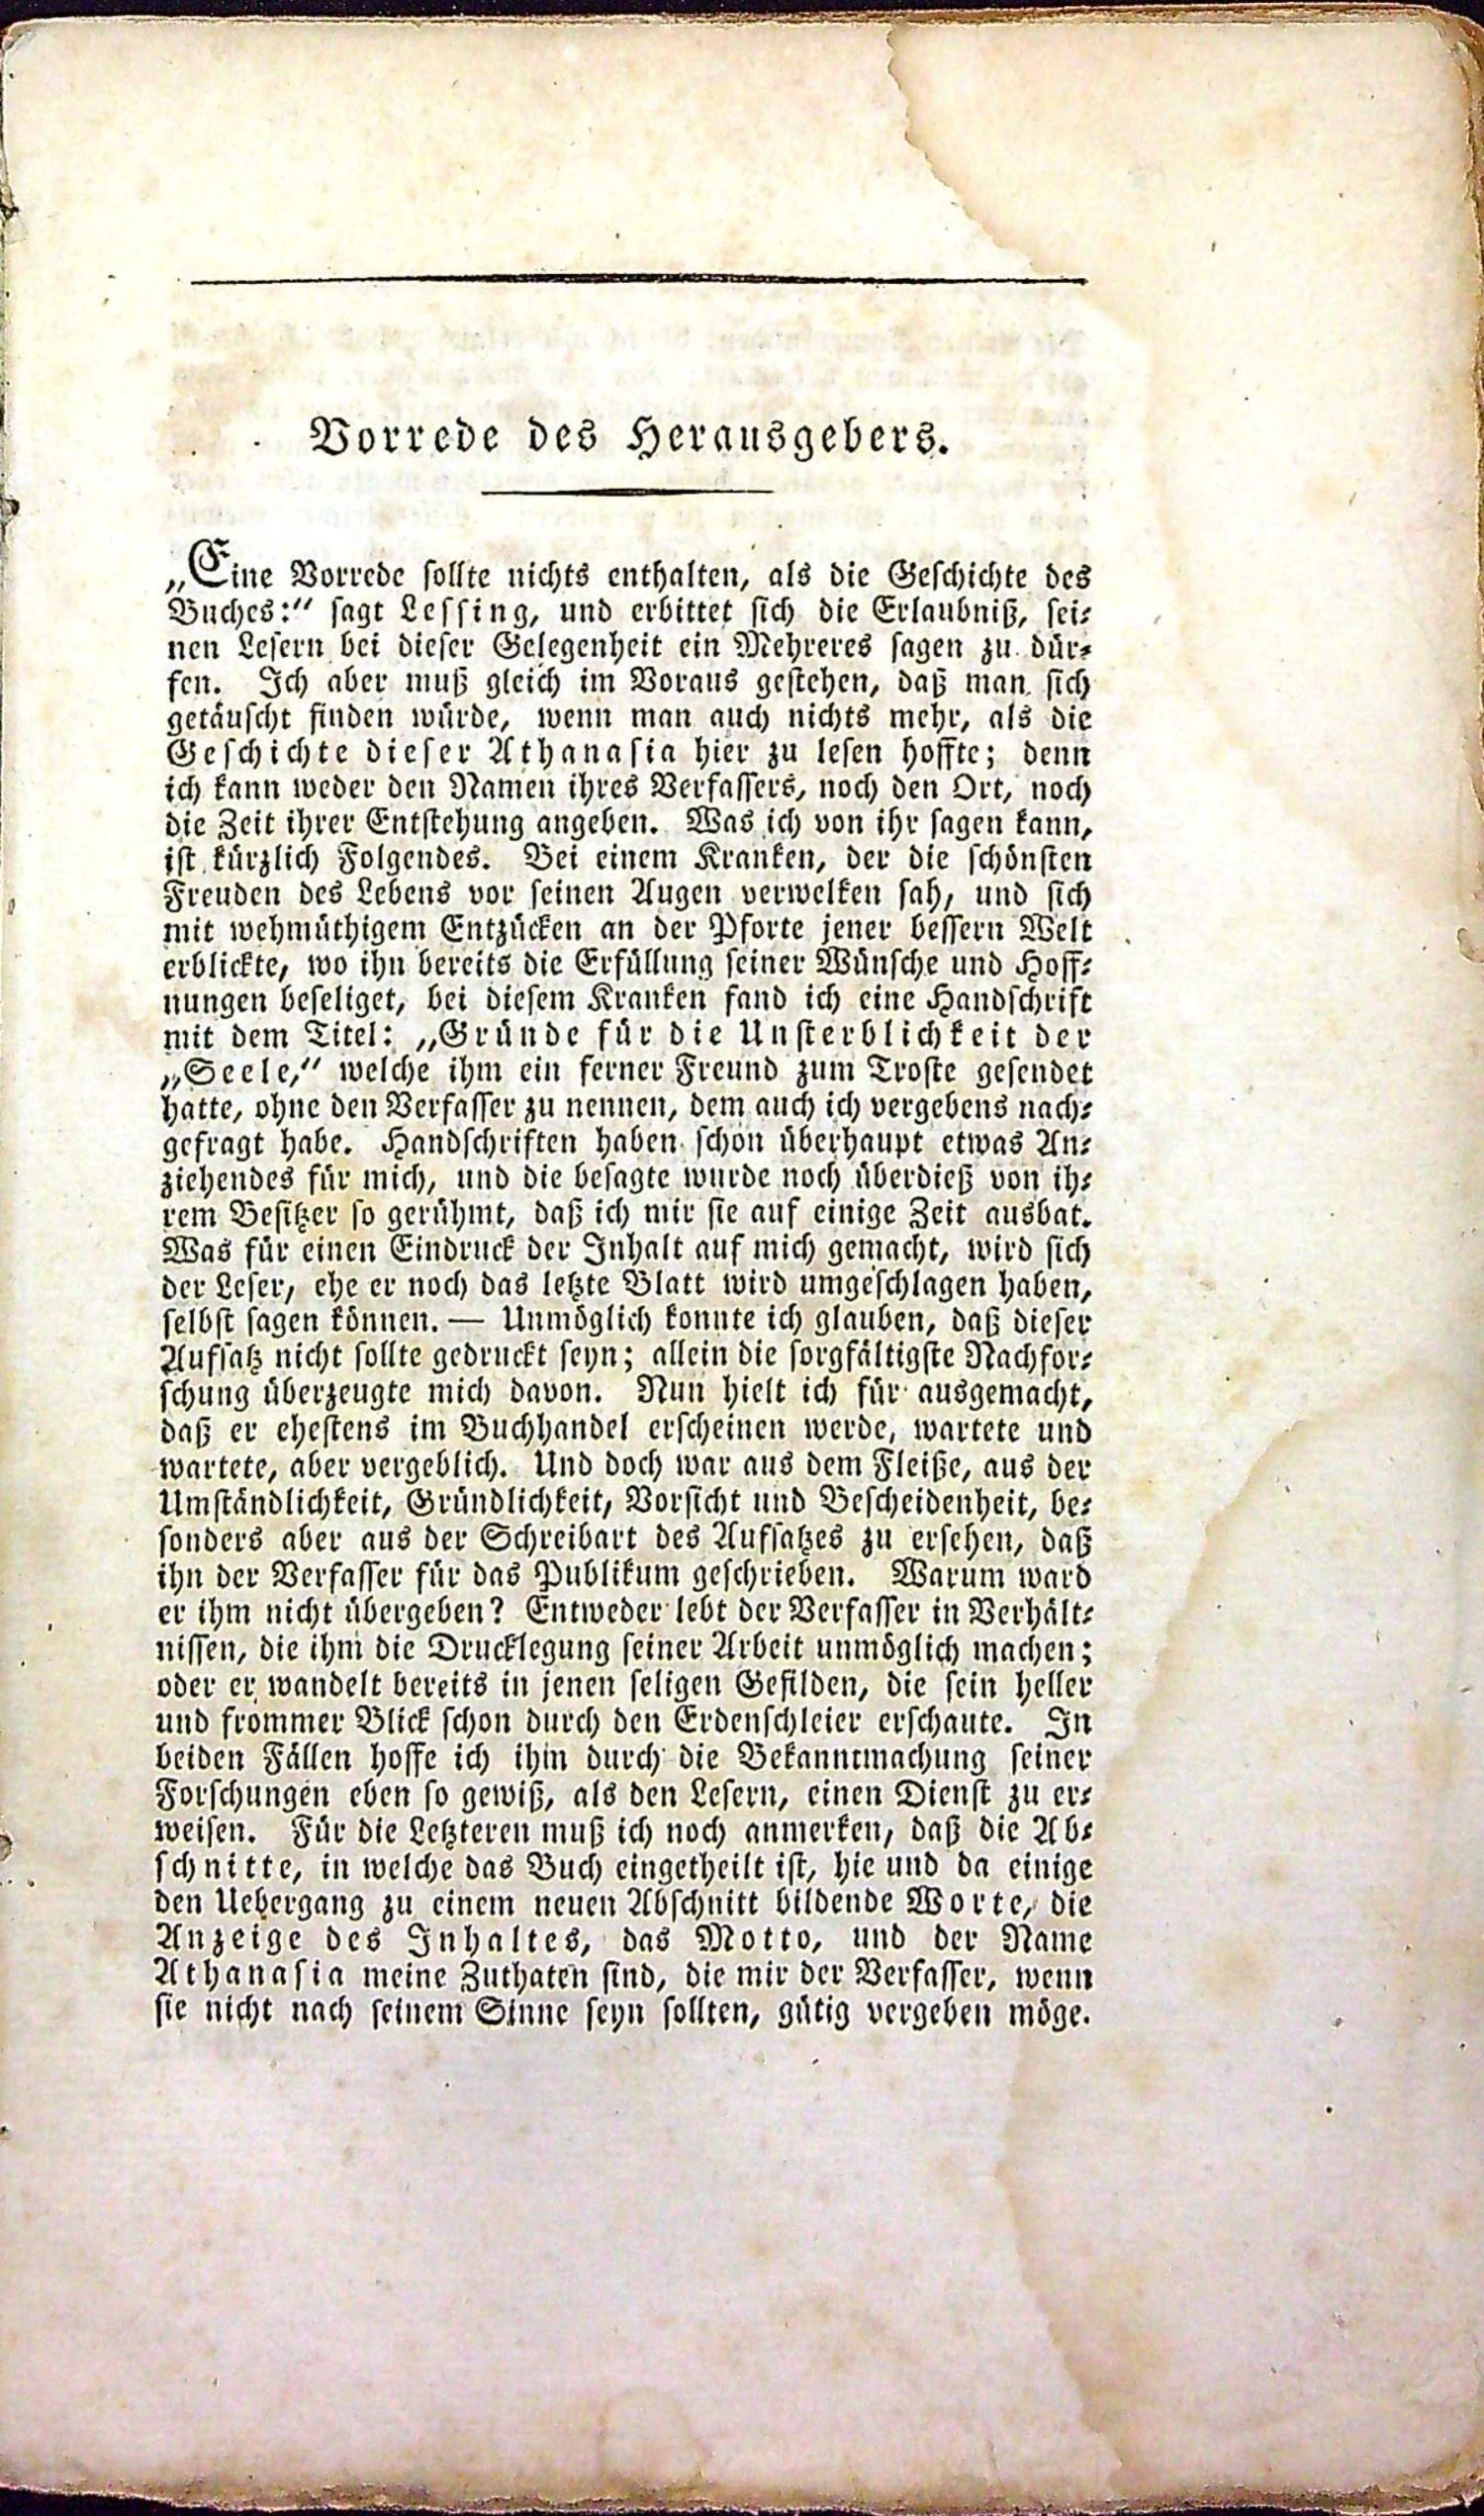 Vorrede des Herausgebers.
„Eine Vorrede sollte nichts enthalten, als die Geschichte des
Buches:“ sagt Lessing, und erbittet sich die Erlaubniß, sei-
nen Lesern bei dieser Gelegenheit ein Mehreres sagen zu dür-
fen. Ich aber muß gleich im Voraus gestehen, daß man sich
getäuscht finden würde, wenn man auch nichts mehr, als die
Geschichte dieser Athanasia hier zu lesen hoffte; denn
ich kann weder den Namen ihres Verfassers, noch den Ort, noch
die Zeit ihrer Entstehung angeben. Was ich von ihr sagen kann,
ist kürzlich Folgendes. Bei einem Kranken, der die schönsten
Freuden des Lebens vor seinen Augen verwelken sah, und sich
mit wehmüthigem Entzücken an der Pforte jener bessern Welt
erblickte, wo ihn bereits die Erfüllung seiner Wünsche und Hoff-
nungen beseliget, bei diesem Kranken fand ich eine Handschrift
mit dem Titel: „Gründe für die Unsterblichkeit der
„Seele,“ welche ihm ein ferner Freund zum Troste gesendet
hatte, ohne den Verfasser zu nennen, dem auch ich vergebens nach-
gefragt habe. Handschriften haben schon überhaupt etwas An-
ziehendes für mich, und die besagte wurde noch überdieß von ih-
rem Besitzer so gerühmt, daß ich mir sie auf einige Zeit ausbat.
Was für einen Eindruck der Inhalt auf mich gemacht, wird sich
der Leser, ehe er noch das letzte Blatt wird umgeschlagen haben,
selbst sagen können. — Unmöglich konnte ich glauben, daß dieser
Aufsatz nicht sollte gedruckt seyn; allein die sorgfältigste Nachfor-
schung überzeugte mich davon. Nun hielt ich für ausgemacht,
daß er ehestens im Buchhandel erscheinen werde, wartete und
wartete, aber vergeblich. Und doch war aus dem Fleiße, aus der
Umständlichkeit, Gründlichkeit, Vorsicht und Bescheidenheit, be-
sonders aber aus der Schreibart des Aufsatzes zu ersehen, daß
ihn der Verfasser für das Publikum geschrieben. Warum ward
er ihm nicht übergeben? Entweder lebt der Verfasser in Verhält-
nissen, die ihm die Drucklegung seiner Arbeit unmöglich machen;
oder er wandelt bereits in jenen seligen Gefilden, die sein heller
und frommer Blick schon durch den Erdenschleier erschaute. In
beiden Fällen hoffe ich ihm durch die Bekanntmachung seiner
Forschungen eben so gewiß, als den Lesern, einen Dienst zu er-
weisen. Für die Letzteren muß ich noch anmerken, daß die Ab-
schnitte, in welche das Buch eingetheilt ist, hie und da einige
den Uebergang zu einem neuen Abschnitt bildende Worte, die
Anzeige des Inhaltes, das Motto, und der Name
Athanasia meine Zuthaten sind, die mir der Verfasser, wenn
sie nicht nach seinem Sinne seyn sollten, gütig vergeben möge.